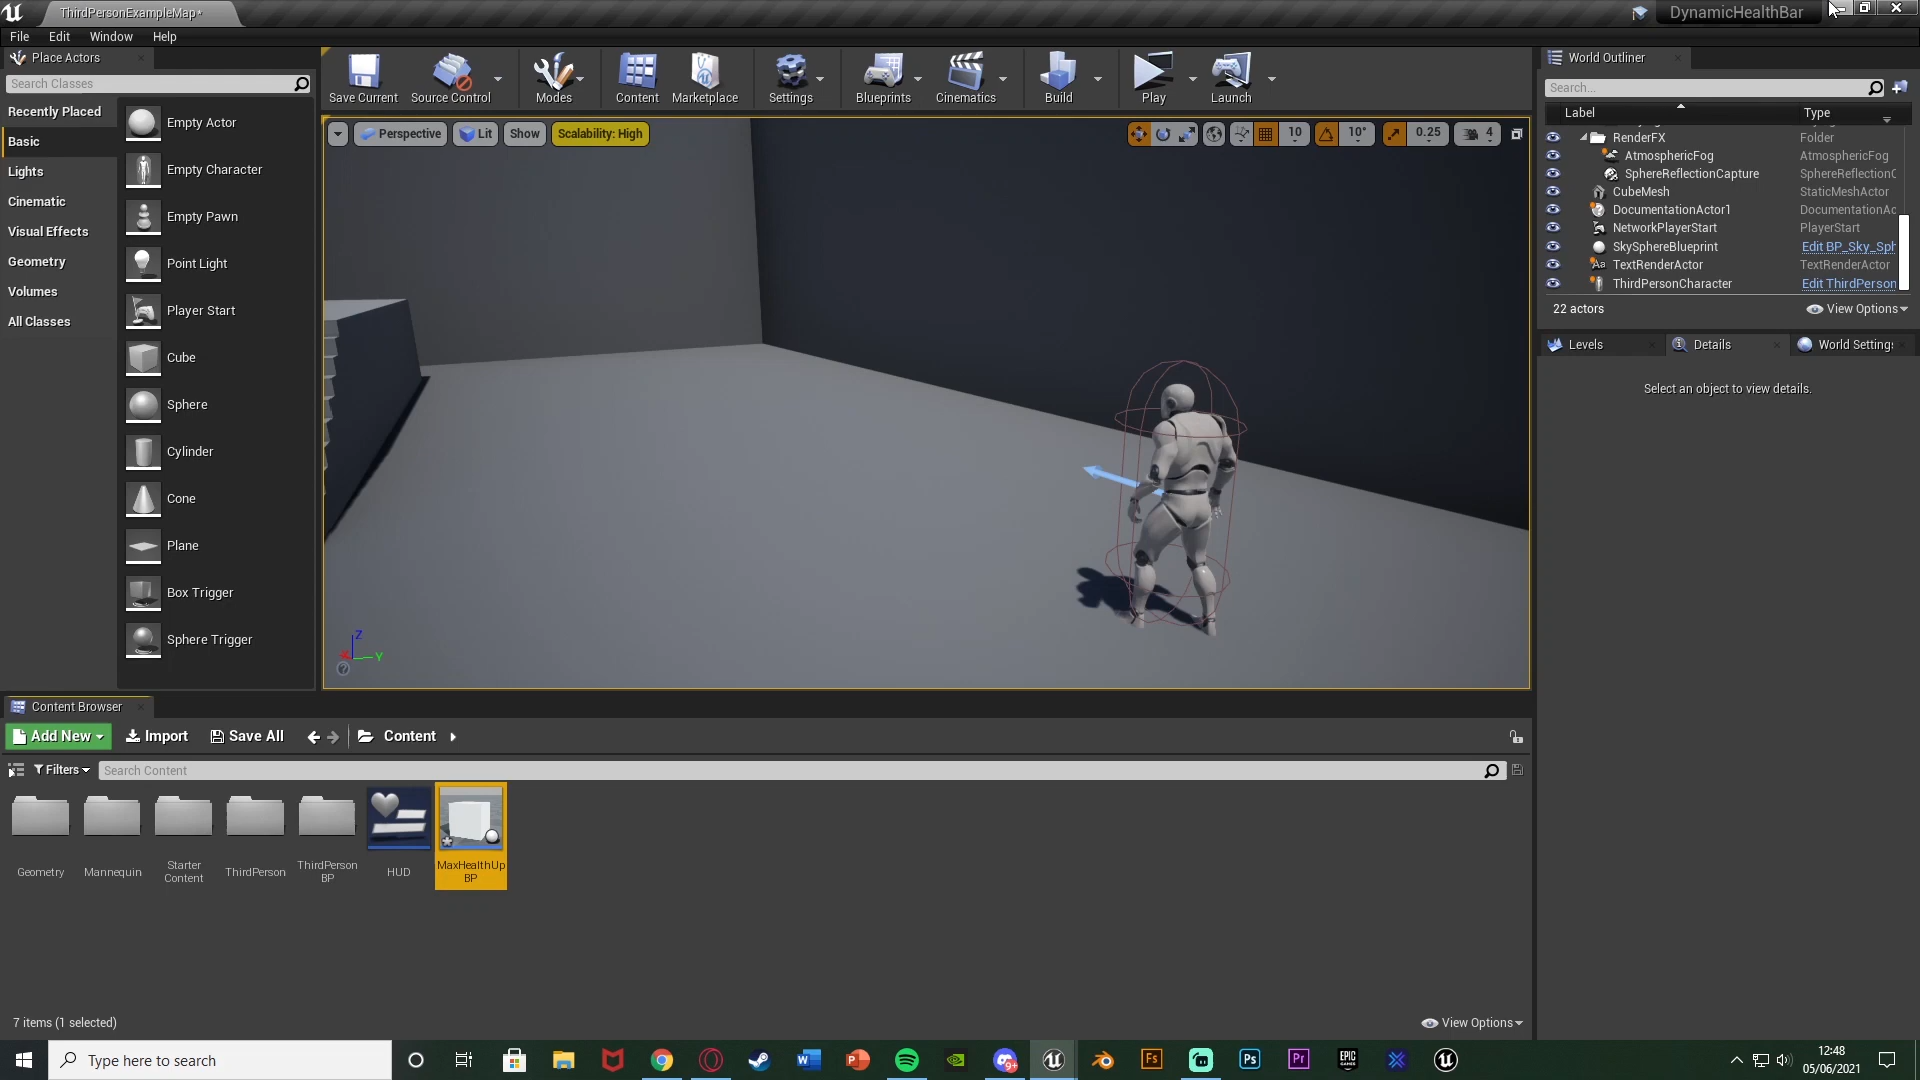 ThirdPersonExampleMap*
DynamicHealthBar
File Edit Window Help
Place Actors
Search Classes
Recently Placed
Basic
Lights
Cinematic
Visual Effects
Geometry
Volumes
All Classes
Empty Actor
Empty Character
Empty Pawn
Point Light
Player Start
Cube
Sphere
Cylinder
Cone
Plane
Box Trigger
Sphere Trigger
Save Current Source Control Modes Content Marketplace Settings Blueprints Cinematics Build Play Launch
Perspective Lit Show Scalability: High 10 10° 0.25 4
Z
Y
World Outliner
Search...
Label Type
RenderFX Folder
AtmosphericFog AtmosphericFog
SphereReflectionCapture SphereReflectionC
CubeMesh StaticMeshActor
DocumentationActor1 DocumentationAc
NetworkPlayerStart PlayerStart
SkySphereBlueprint Edit BP_Sky_Sph
TextRenderActor TextRenderActor
ThirdPersonCharacter Edit ThirdPerson
22 actors View Options
Levels Details World Settings
Select an object to view details.
Content Browser
Add New Import Save All Content
Filters Search Content
Geometry
Mannequin
Starter
Content
ThirdPerson
ThirdPerson
BP
HUD
MaxHealthUp
BP
7 items (1 selected) View Options
Type here to search
12:48
05/06/2021